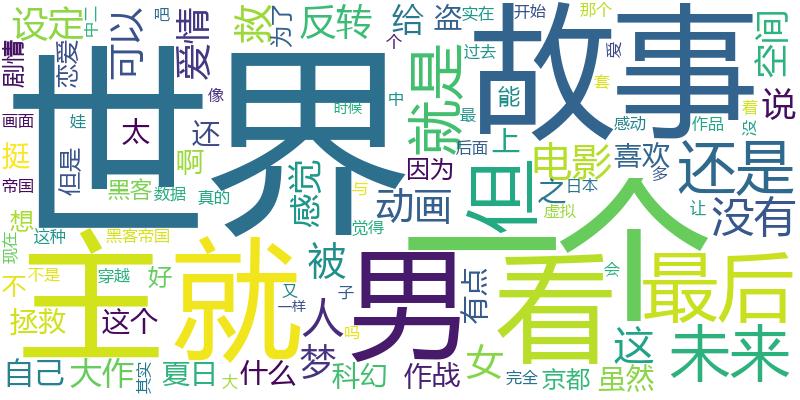 世界
故事
一个
男主
就
看
最后
但
就是
还是
未来
没有
电影
动画
设定
可以
爱情
救
反转
给
盗
空间
说
剧情
恋爱
中二
为了
吧
个
实在
过去
开始
那个
爱
套
感动
作品
着
没
画面
娃
像
太
还
时候
中
能
最
挺
帝国
但是
啊
黑客
数据
真的
感觉
因为
后面
上
之
日本
喜欢
多
想
现在
这种
黑客帝国
与
觉得
虚拟
让
不
不是
穿越
好
被
又
子
一样
有点
会
拯救
这个
人
吗
女
这
自己
大作
其实
夏日
大
什么
梦
科幻
作战
完全
京都
虽然